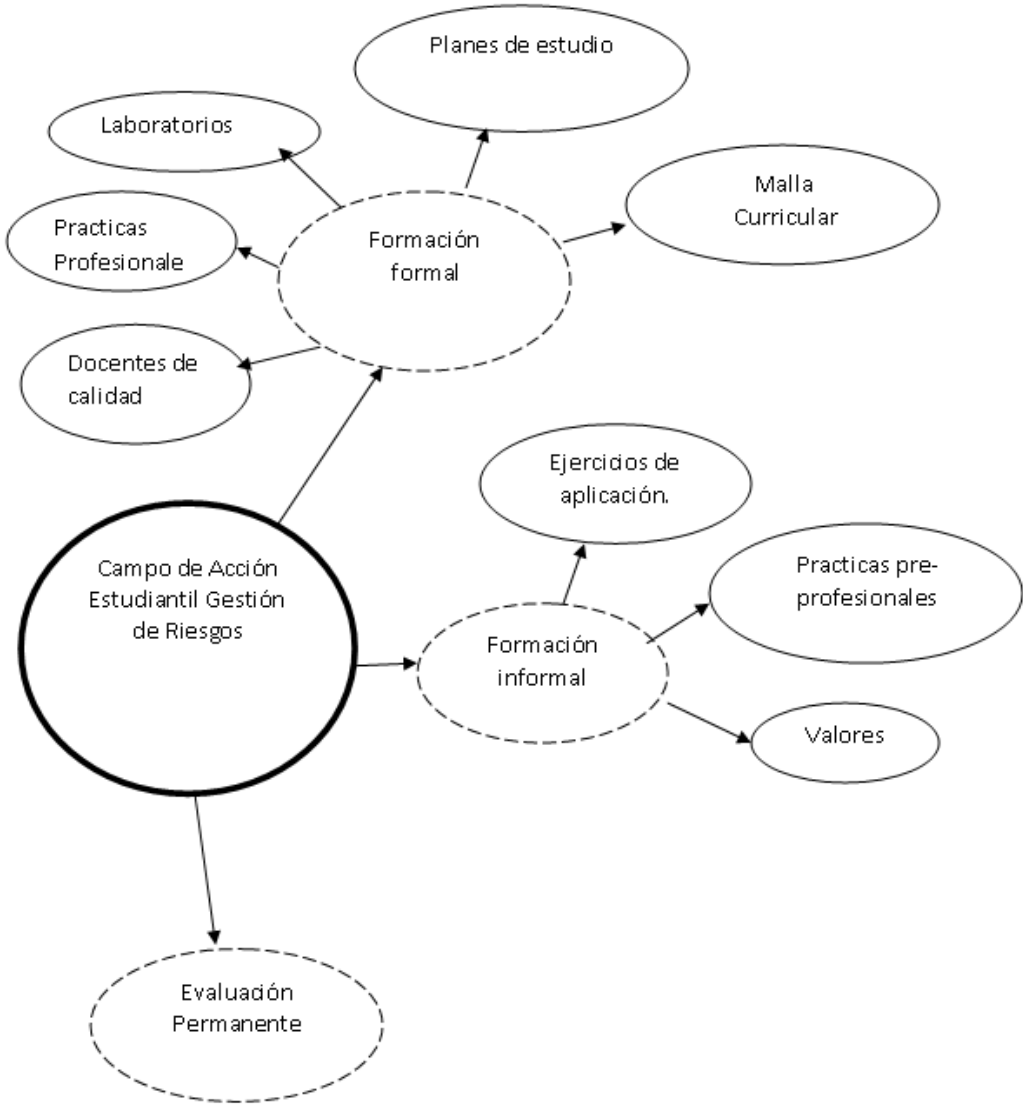 Planes de estudio
Laboratorios
Malla
Curricular
Practicas
Profesionale
Formación
formal
Docentes de
calidad
Ejercicios de
aplicación.
Campo de Acción
Estudiantil Gestión
de Riesgos
Practicas pre-
profesionales
Formación
informal
Valores
Evaluación
Permanente